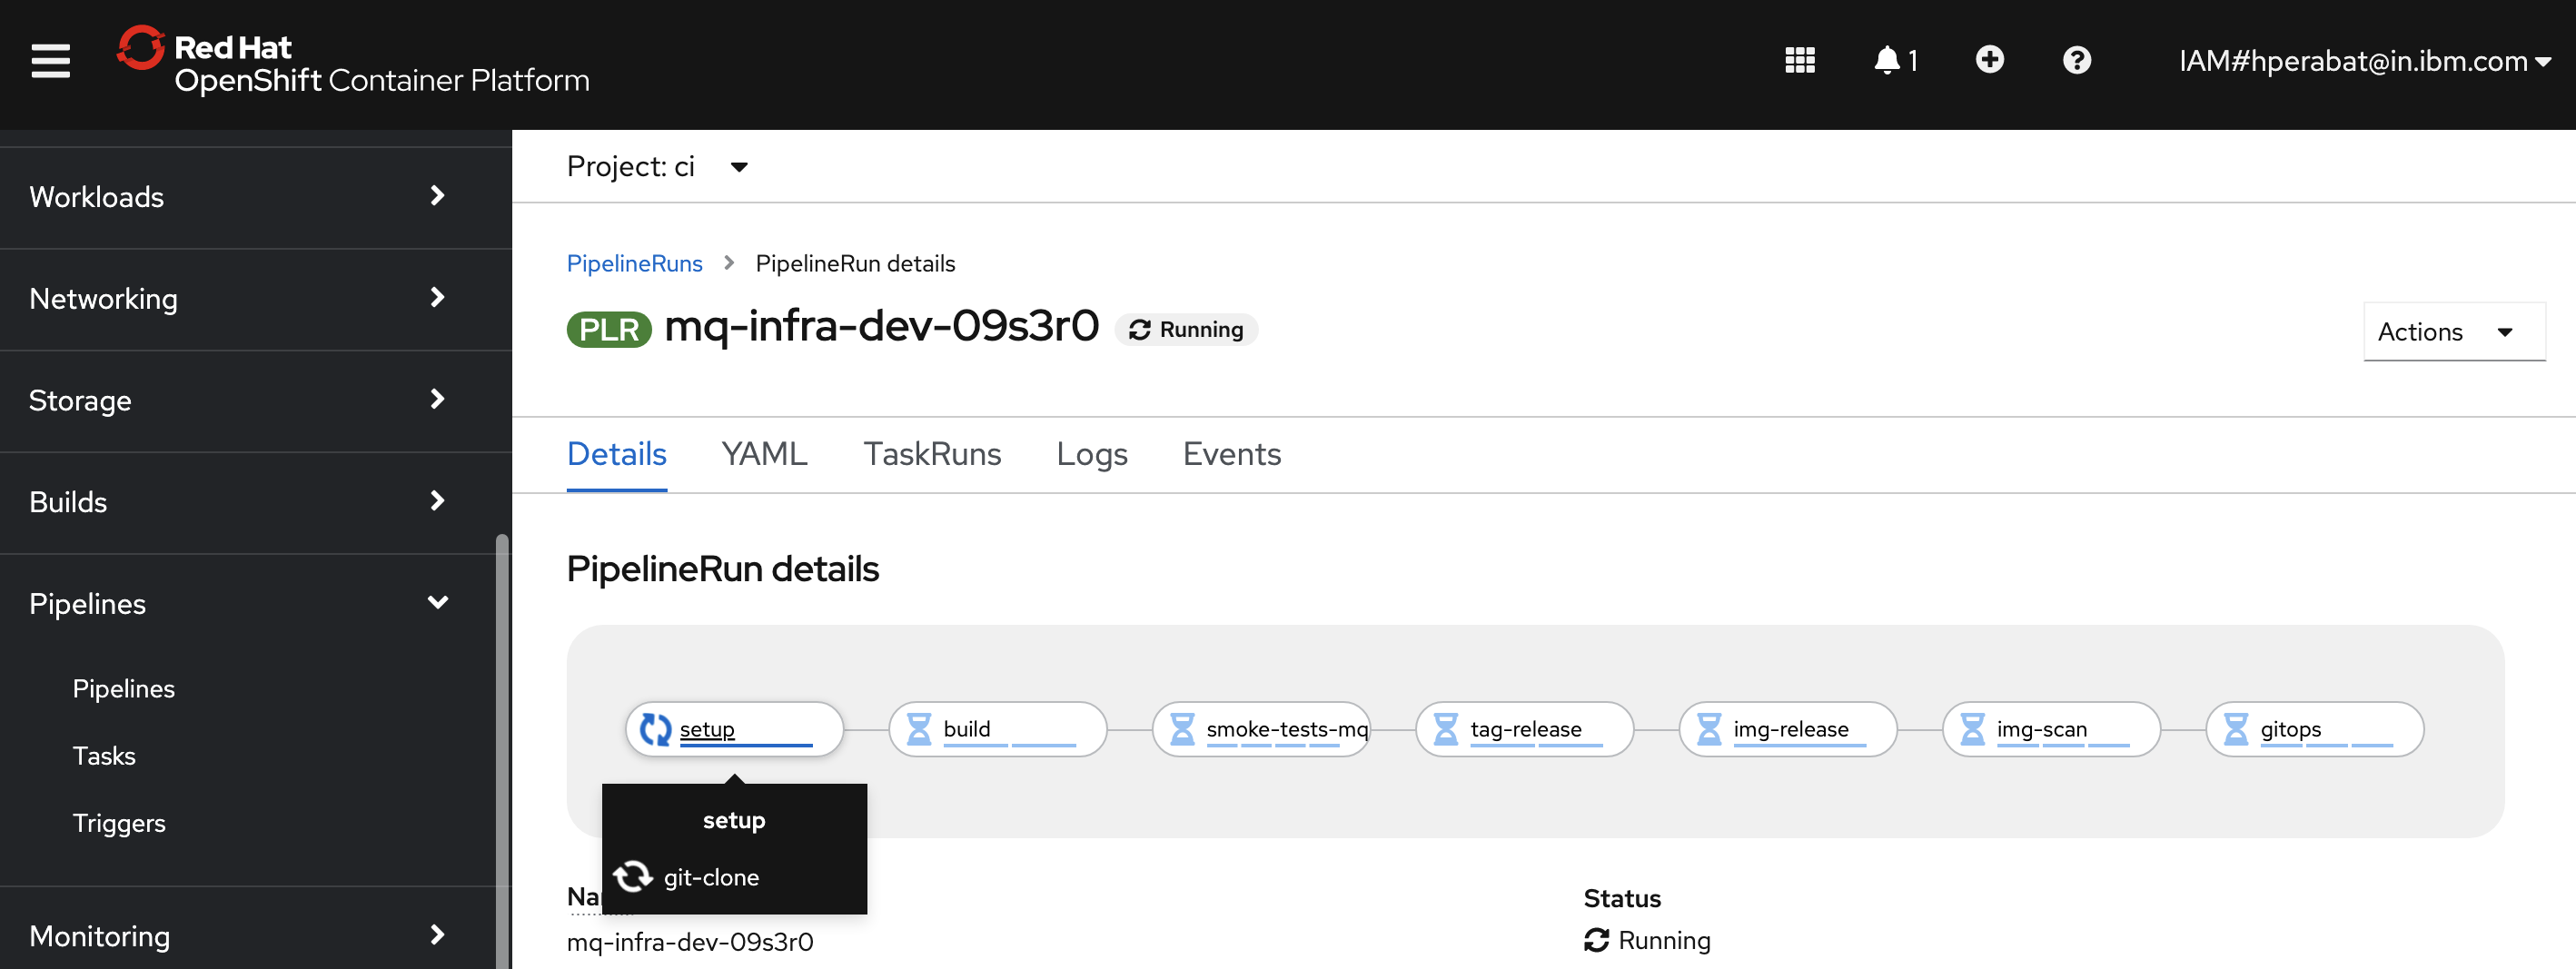 Red Hat
OpenShift Container Platform
1
IAM#hperabat@in.ibm.com
Workloads
Networking
Storage
Builds
Pipelines
Pipelines
Tasks
Triggers
Monitoring
Project: ci
PipelineRuns > PipelineRun details
PLR mq-infra-dev-09s3r0 Running
Actions
Details YAML TaskRuns Logs Events
PipelineRun details
setup build smoke-tests-mq tag-release img-release img-scan gitops
setup
git-clone
Status
mq-infra-dev-09s3r0
Running